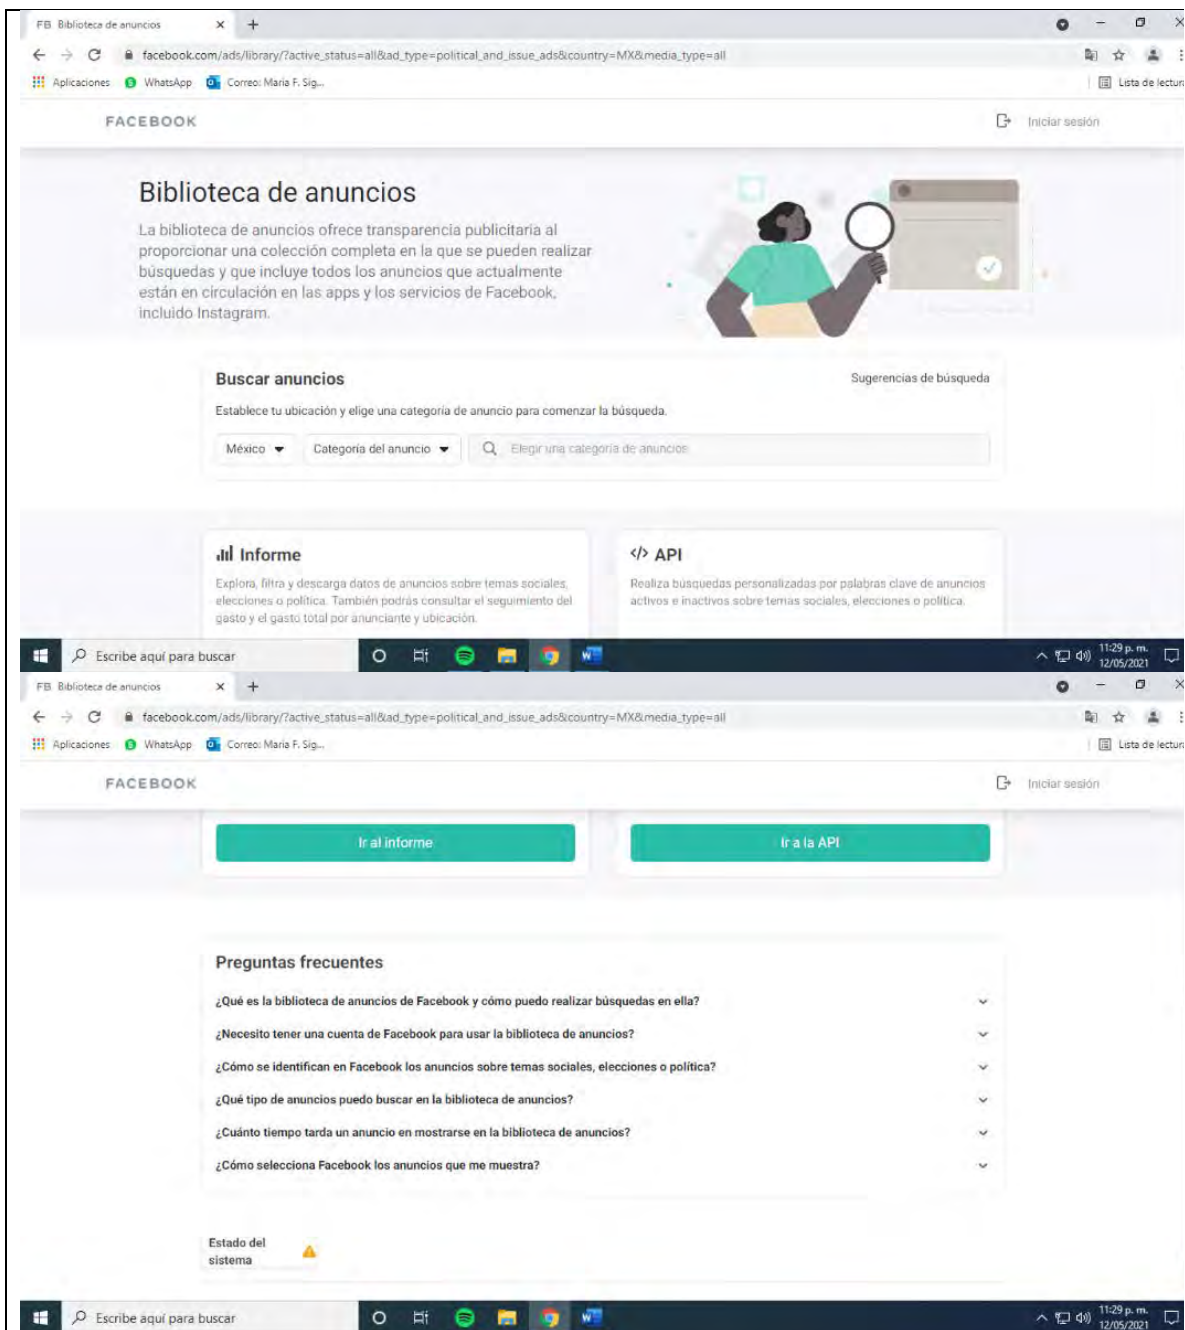 FB Biblioteca de anuncios
facebook.com/ads/library/?active_status=all&ad_type=political_and_issue_ads&country=MX&media_type=all
Aplicaciones WhatsApp Correo: Maria F. Sig... Lista de lectura
FACEBOOK Iniciar sesión
Biblioteca de anuncios
La biblioteca de anuncios ofrece transparencia publicitaria al
proporcionar una colección completa en la que se pueden realizar
búsquedas y que incluye todos los anuncios que actualmente
están en circulación en las apps y los servicios de Facebook,
incluido Instagram.
Buscar anuncios Sugerencias de búsqueda
Establece tu ubicación y elige una categoría de anuncio para comenzar la búsqueda.
México Categoría del anuncio Elegir una categoría de anuncios
Informe
Explora, filtra y descarga datos de anuncios sobre temas sociales,
elecciones o política. También podrás consultar el seguimiento del
gasto y el gasto total por anunciante y ubicación.
</> API
Realiza búsquedas personalizadas por palabras clave de anuncios
activos e inactivos sobre temas sociales, elecciones o política.
Escribe aquí para buscar
11:29 p. m.
12/05/2021
FB Biblioteca de anuncios
facebook.com/ads/library/?active_status=all&ad_type=political_and_issue_ads&country=MX&media_type=all
Aplicaciones WhatsApp Correo: Maria F. Sig... Lista de lectura
FACEBOOK Iniciar sesión
Ir al informe Ir a la API
Preguntas frecuentes
¿Qué es la biblioteca de anuncios de Facebook y cómo puedo realizar búsquedas en ella?
¿Necesito tener una cuenta de Facebook para usar la biblioteca de anuncios?
¿Cómo se identifican en Facebook los anuncios sobre temas sociales, elecciones o política?
¿Qué tipo de anuncios puedo buscar en la biblioteca de anuncios?
¿Cuánto tiempo tarda un anuncio en mostrarse en la biblioteca de anuncios?
¿Cómo selecciona Facebook los anuncios que me muestra?
Estado del
sistema
Escribe aquí para buscar
11:29 p. m.
12/05/2021